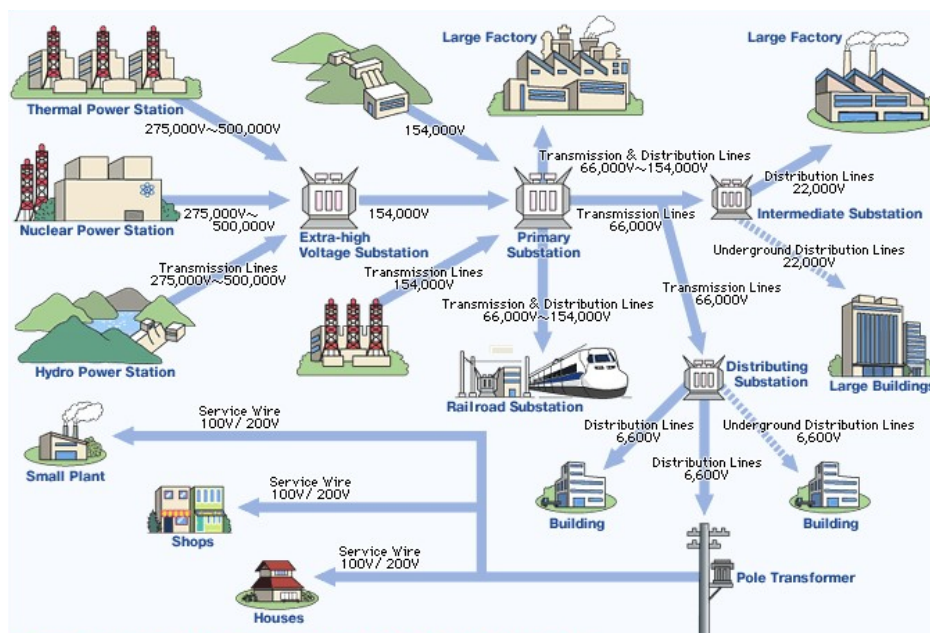 Large Factory
Large Factory
Thermal Power Station
275,000V～500,000V
154,000V
Transmission & Distribution Lines
66,000V～154,000V
Distribution Lines
22,000V
Nuclear Power Station
275,000V～
500,000V
154,000V
Extra-high
Voltage Substation
Primary
Substation
Transmission Lines
66,000V
Intermediate Substation
Underground Distribution Lines
22,000V
Transmission Lines
275,000V～500,000V
Transmission Lines
154,000V
Transmission Lines
66,000V
Transmission & Distribution Lines
66,000V～154,000V
Hydro Power Station
Railroad Substation
Distributing
Substation
Large Buildings
Service Wire
100V/ 200V
Small Plant
Distribution Lines
6,600V
Underground Distribution Lines
6,600V
Distribution Lines
6,600V
Building
Building
Service Wire
100V/ 200V
Shops
Service Wire
100V/ 200V
Houses
Pole Transformer